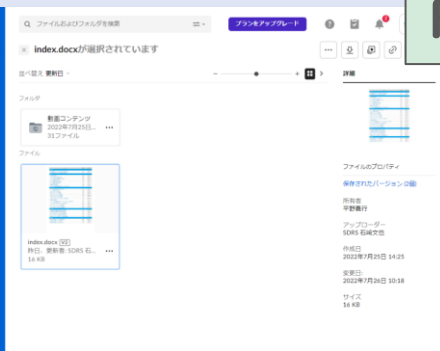 ファイルおよびフォルダを検索
プランをアップグレード
index.docxが選択されています
並べ替え 更新日
詳細
フォルダ
動画コンテンツ
2022年7月25日...
31ファイル
ファイル
index.docx V2
昨日、更新者: SDRS 石...
16 KB
ファイルのプロパティ
保存されたバージョン (2個)
所有者
平野義行
アップローダー
SDRS 石崎文也
作成日
2022年7月25日 14:25
変更日:
2022年7月26日 10:18
サイズ
16 KB